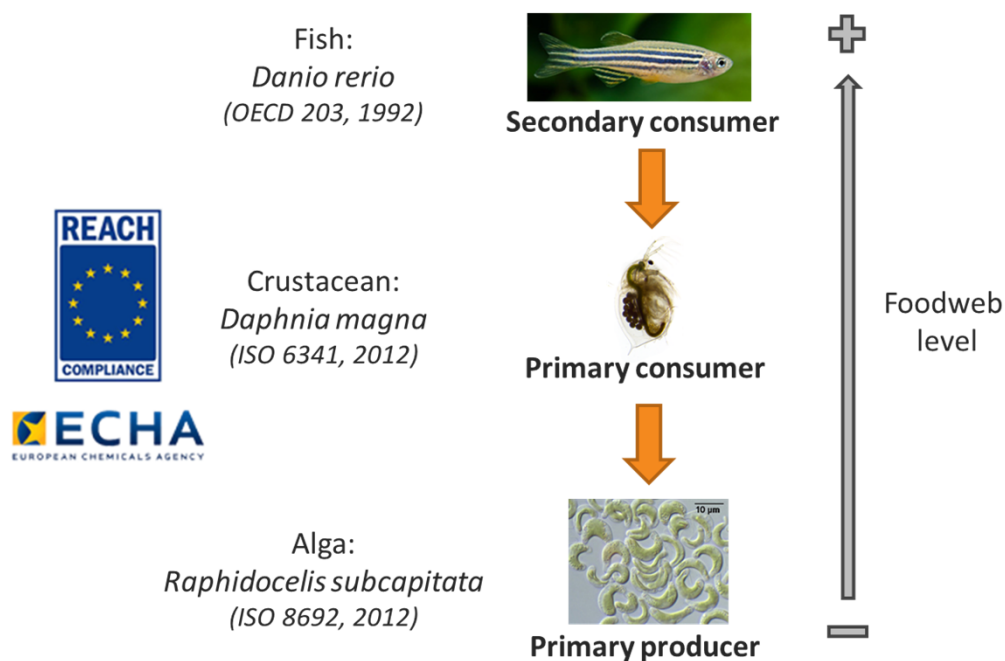 Fish:
Danio rerio
(OECD 203, 1992)
Secondary consumer
REACH
COMPLIANCE
ECHA
EUROPEAN CHEMICALS AGENCY
Crustacean:
Daphnia magna
(ISO 6341, 2012)
Primary consumer
Foodweb
level
Alga:
Raphidocelis subcapitata
(ISO 8692, 2012)
10 µm
Primary producer